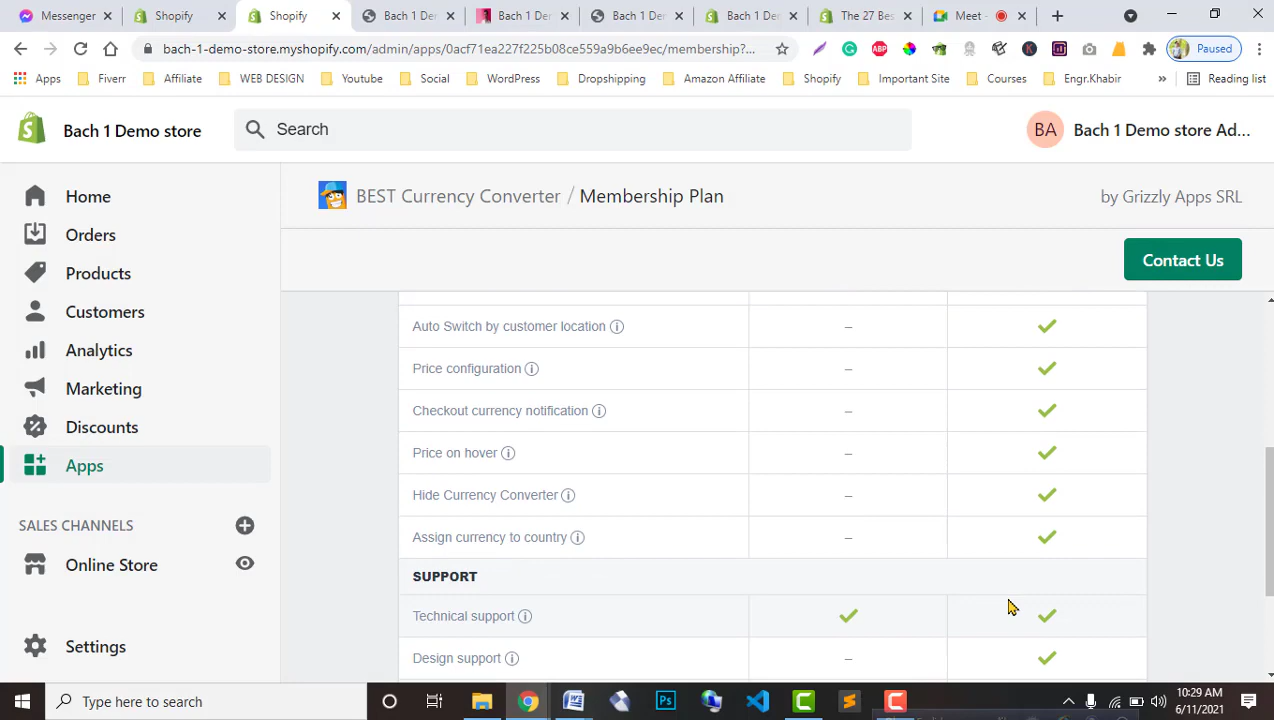 Messenger
Shopify
Shopify
Bach 1 De
Bach 1 De
Bach 1 De
Bach 1 De
The 27 Be
Meet -
bach-1-demo-store.myshopify.com/admin/apps/0acf71ea227f225b08ce559a9b6ee9ec/membership?...
Paused
Apps
Fiverr
Affiliate
WEB DESIGN
Youtube
Social
WordPress
Dropshipping
Amazon Affiliate
Shopify
Important Site
Courses
Engr.Khabir
Reading list
Bach 1 Demo store
Search
BA
Bach 1 Demo store Ad...
Home
Orders
Products
Customers
Analytics
Marketing
Discounts
Apps
SALES CHANNELS
Online Store
Settings
BEST Currency Converter / Membership Plan
by Grizzly Apps SRL
Contact Us
Auto Switch by customer location
Price configuration
Checkout currency notification
Price on hover
Hide Currency Converter
Assign currency to country
SUPPORT
Technical support
Design support
Type here to search
10:29 AM
6/11/2021